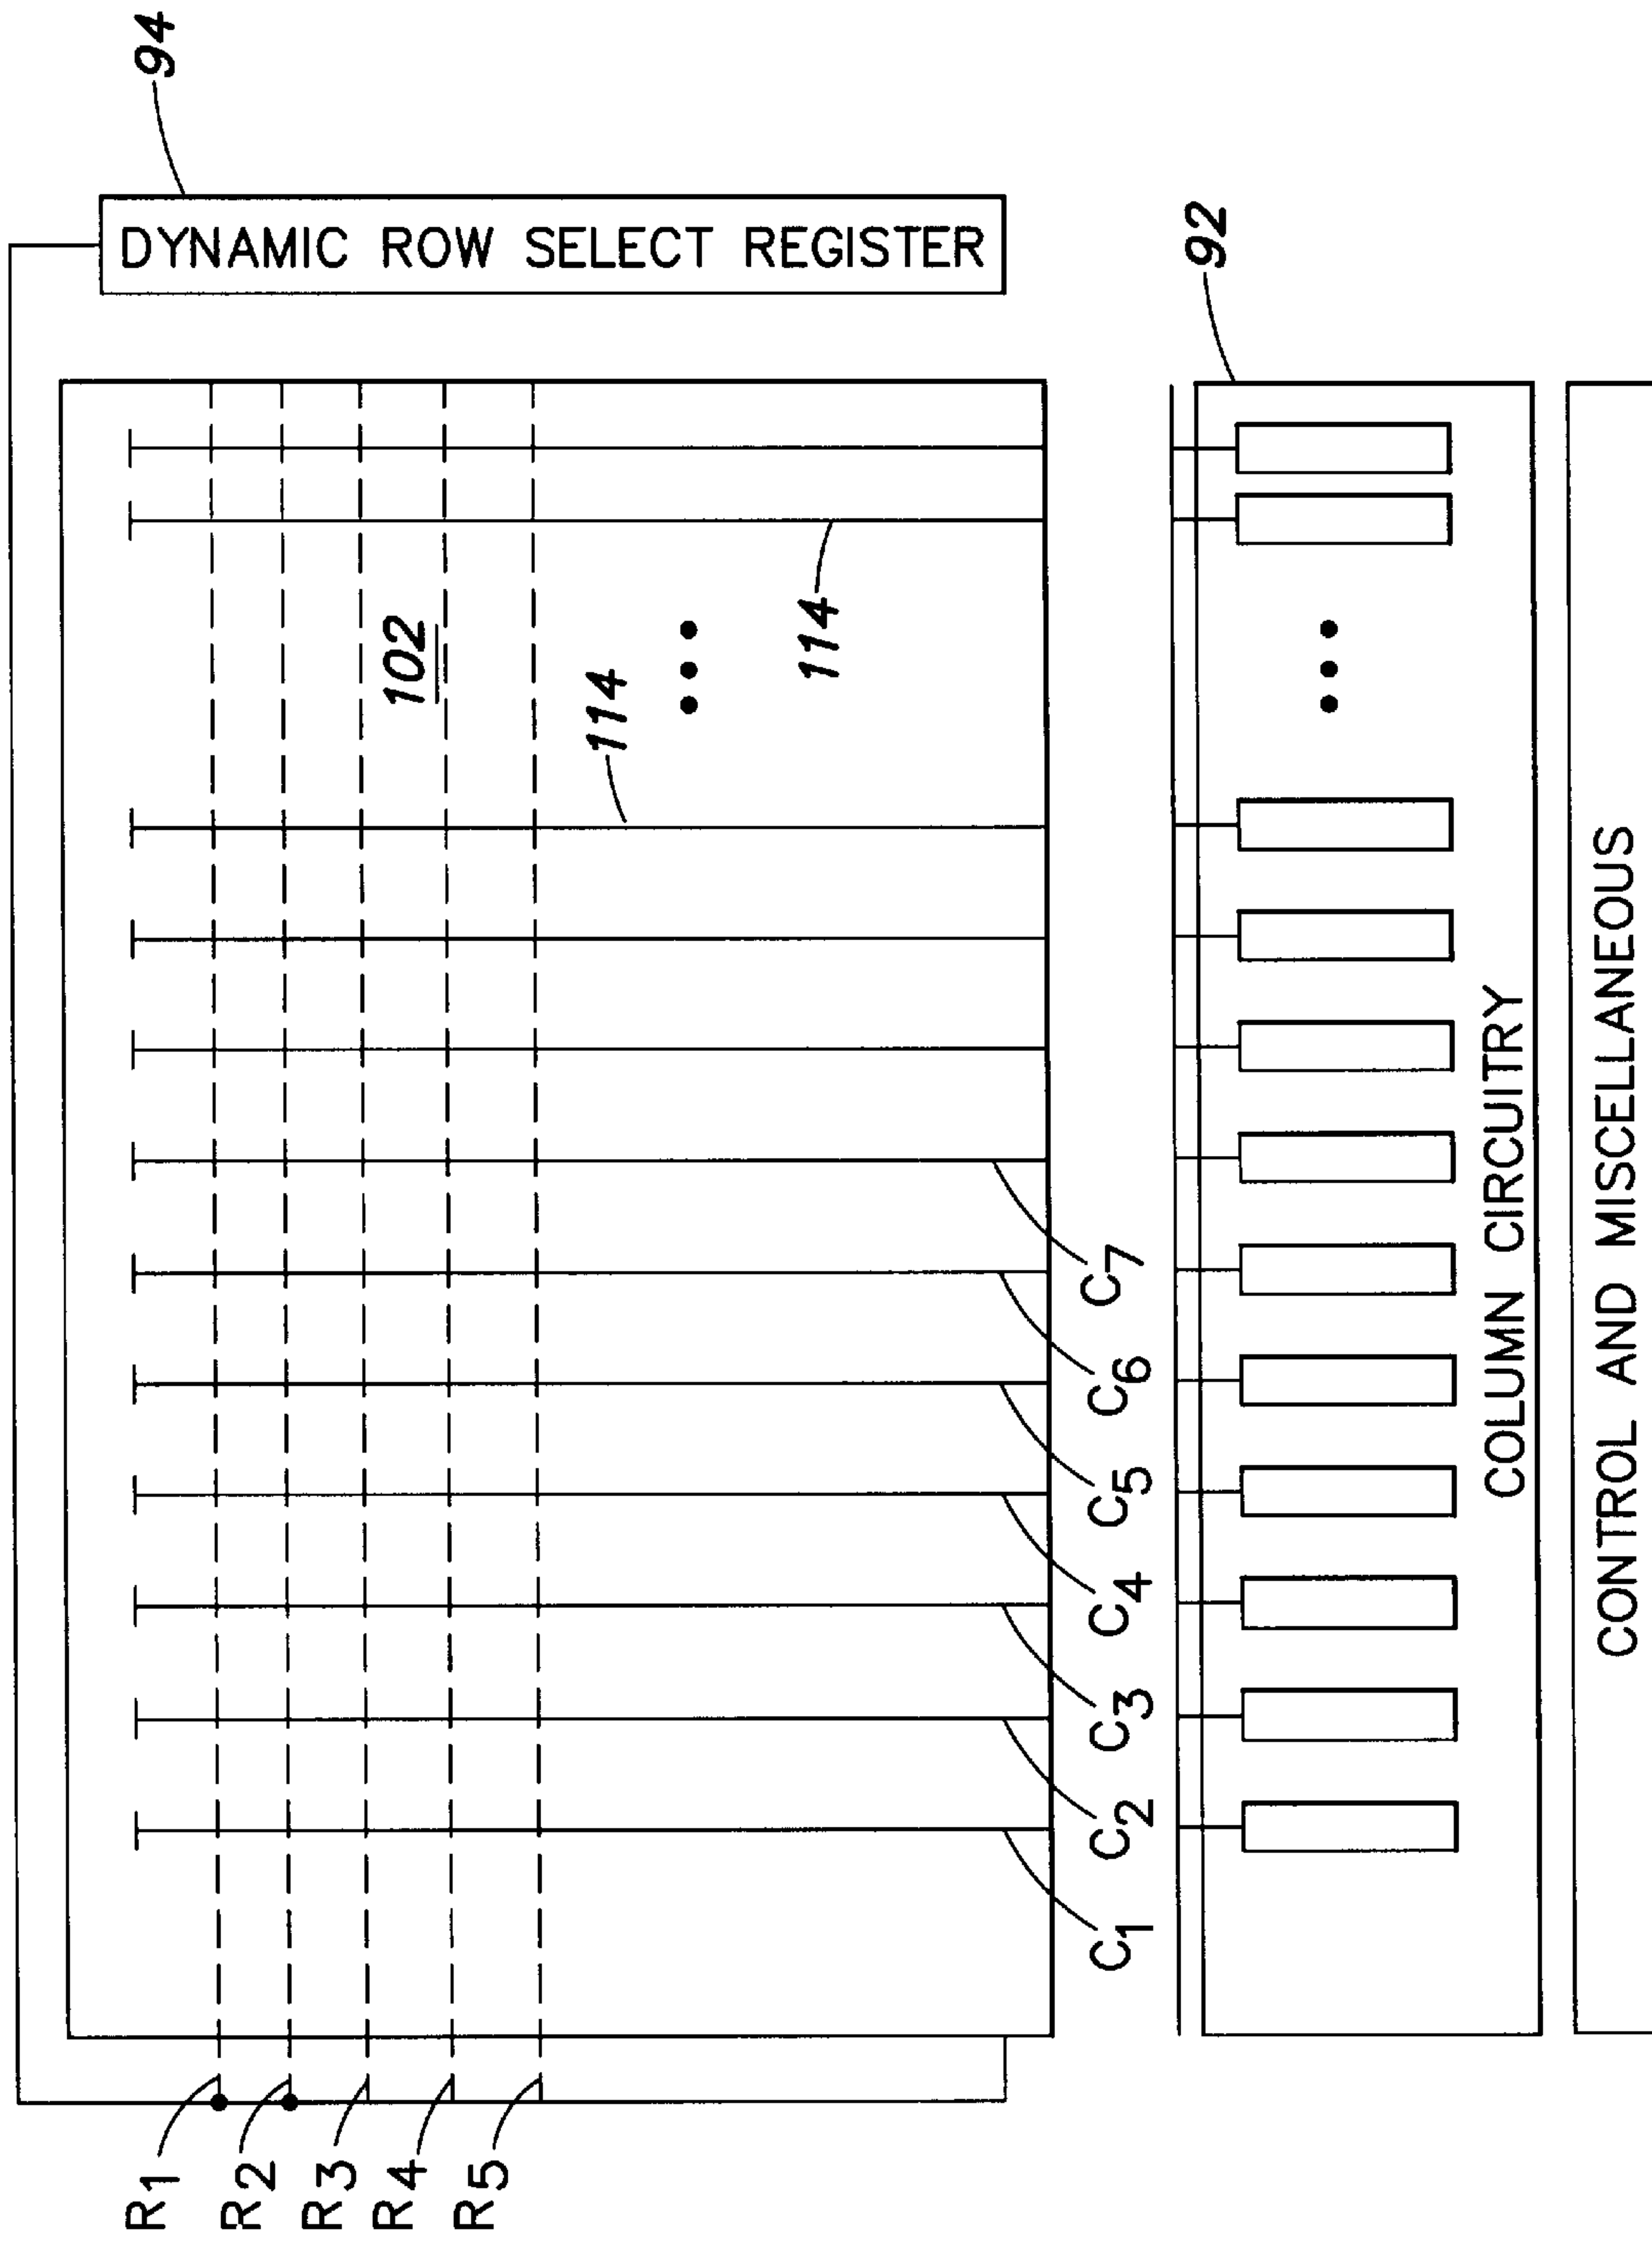 94
DYNAMIC ROW SELECT REGISTER
92
102
114
114
R1
R2
R3
R4
R5
C1
C2
C3
C4
C5
C6
C7
COLUMN CIRCUITRY
CONTROL AND MISCELLANEOUS